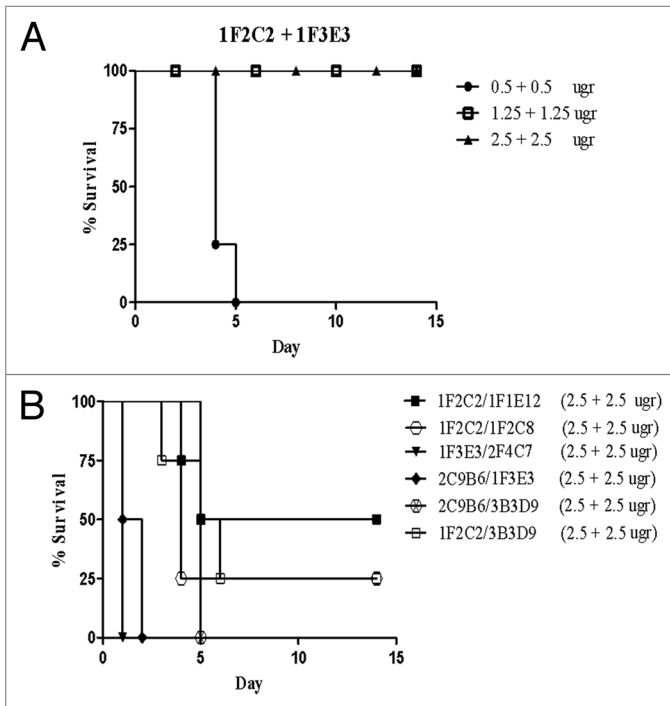 A
1F2C2 + 1F3E3
100
75
50
25
0
0 5 10 15
% Survival
Day
0.5 + 0.5 ugr
1.25 + 1.25 ugr
2.5 + 2.5 ugr
B
100
75
50
25
0
0 5 10 15
% Survival
Day
1F2C2/1F1E12 (2.5 + 2.5 ugr)
1F2C2/1F2C8 (2.5 + 2.5 ugr)
1F3E3/2F4C7 (2.5 + 2.5 ugr)
2C9B6/1F3E3 (2.5 + 2.5 ugr)
2C9B6/3B3D9 (2.5 + 2.5 ugr)
1F2C2/3B3D9 (2.5 + 2.5 ugr)